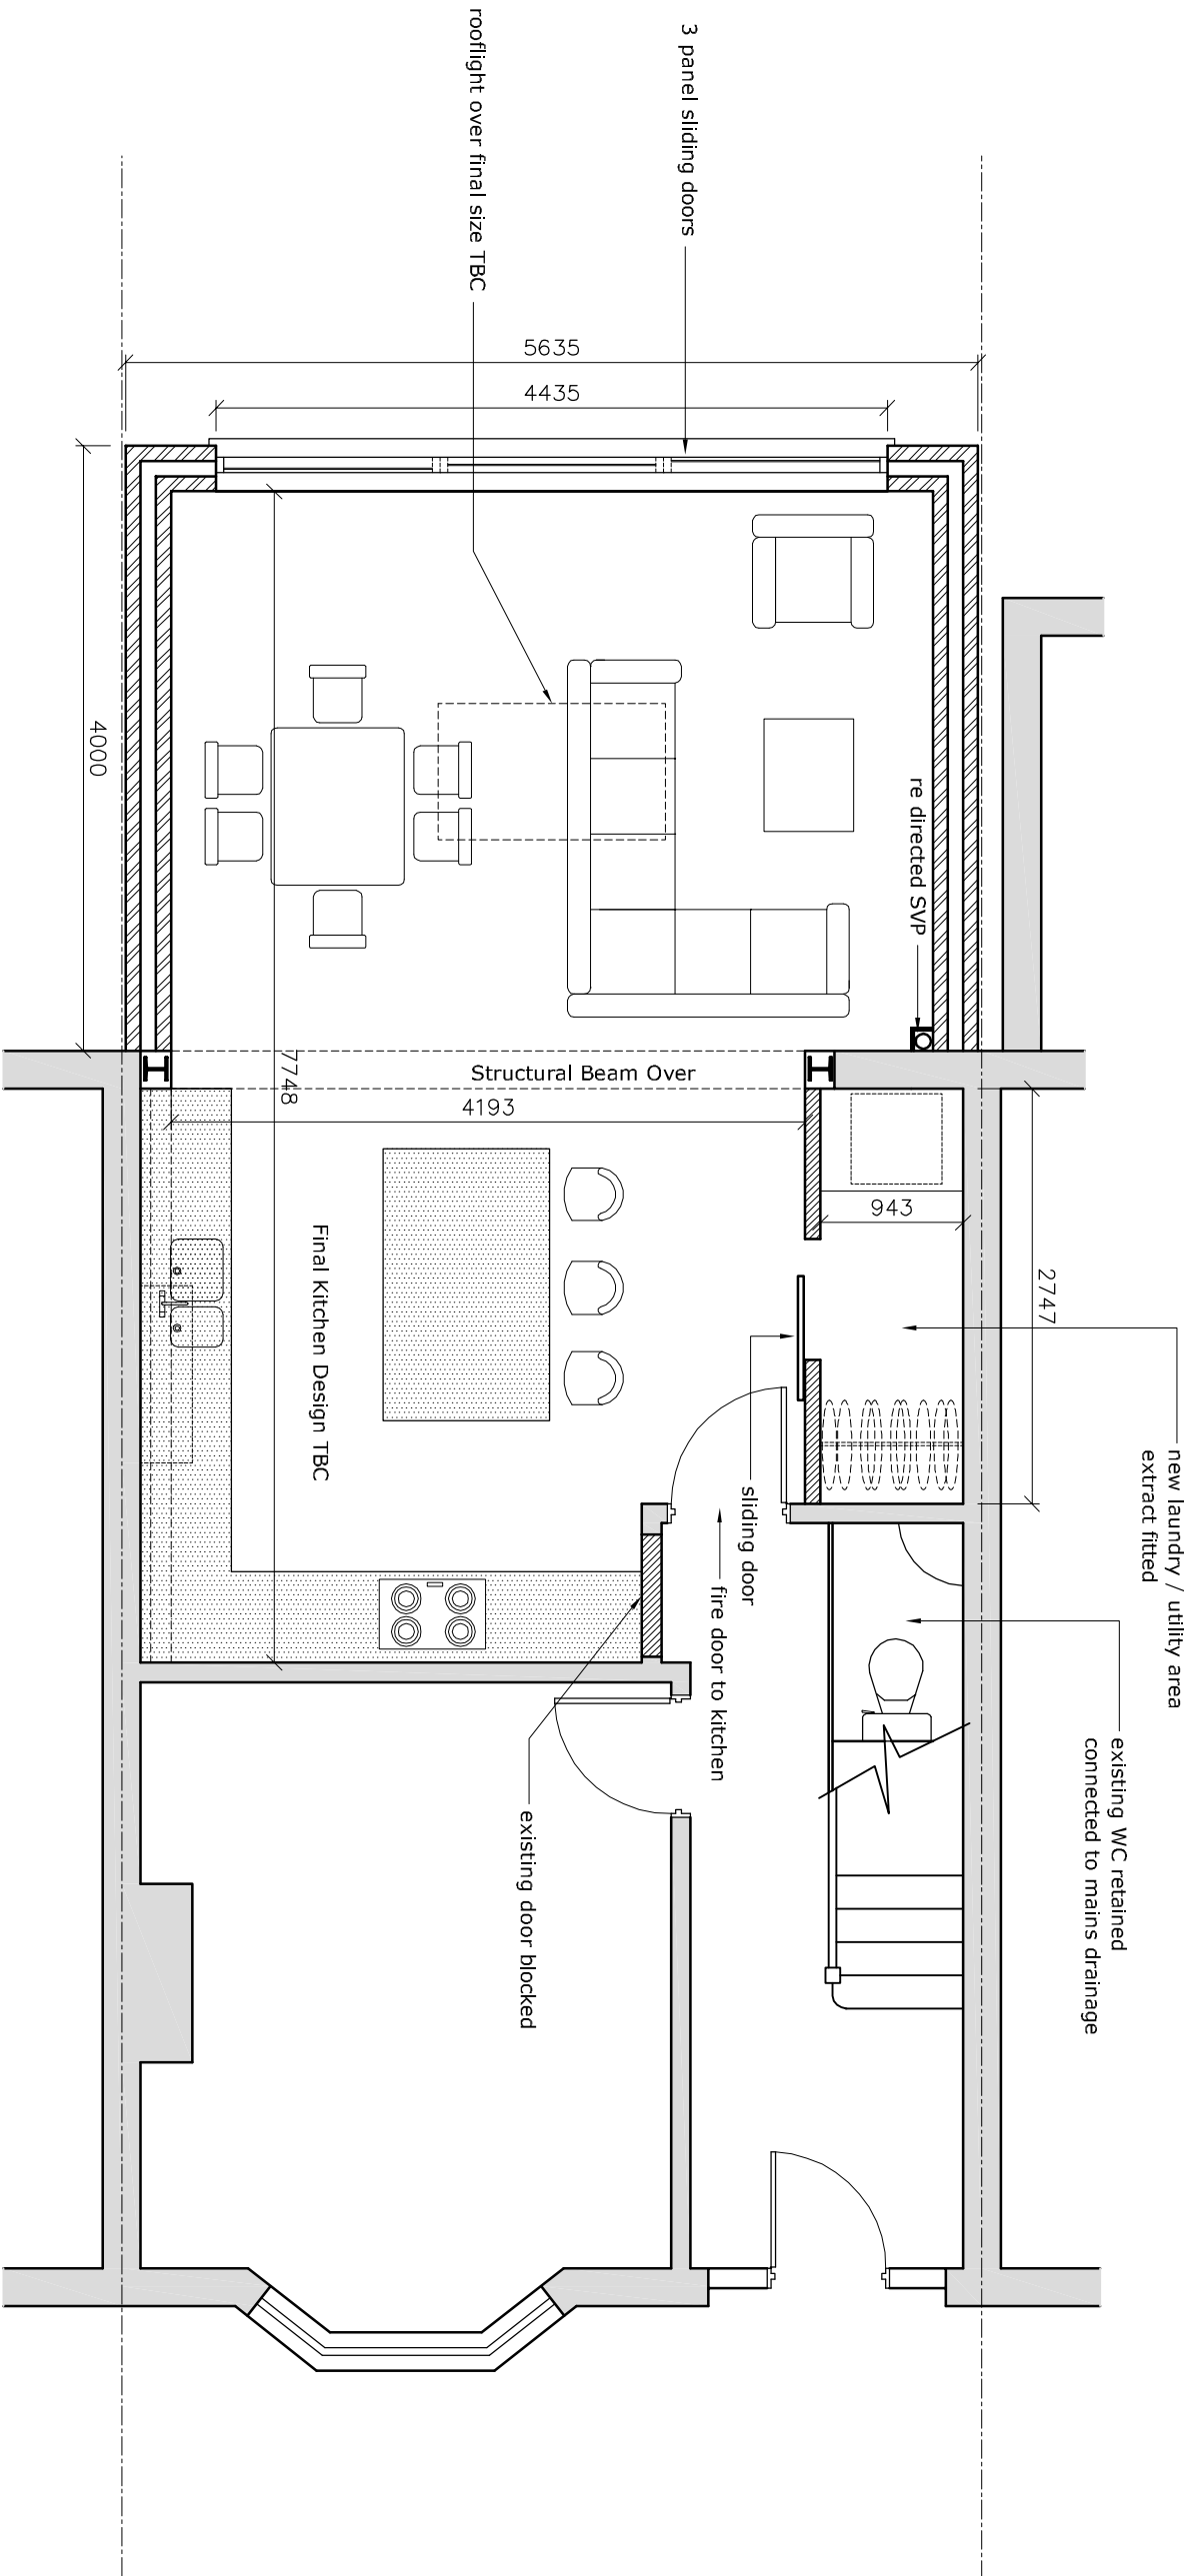 3 panel sliding doors
rooflight over final size TBC
5635
4435
4000
re directed SVP
7748
Structural Beam Over
4193
943
2747
Final Kitchen Design TBC
new laundry / utility area
extract fitted
sliding door
fire door to kitchen
existing WC retained
connected to mains drainage
existing door blocked